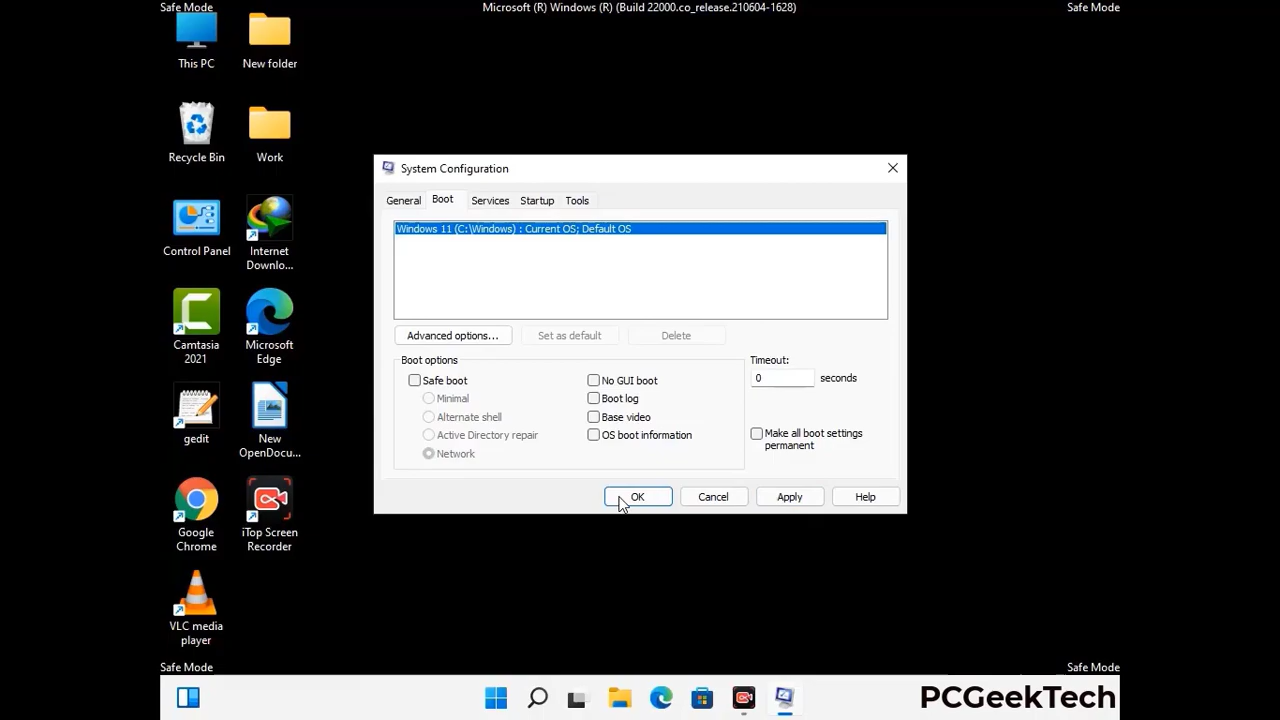 Safe Mode
Microsoft (R) Windows (R) (Build 22000.co_release.210604-1628)
Safe Mode
This PC
New folder
Recycle Bin
Work
Control Panel
Internet
Downlo...
Camtasia
2021
Microsoft
Edge
gedit
New
OpenDocu...
Google
Chrome
iTop Screen
Recorder
VLC media
player
System Configuration
General
Boot
Services
Startup
Tools
Windows 11 (C:\Windows) : Current OS; Default OS
Advanced options...
Set as default
Delete
Boot options
Safe boot
Minimal
Alternate shell
Active Directory repair
Network
No GUI boot
Boot log
Base video
OS boot information
Timeout:
0 seconds
Make all boot settings
permanent
OK
Cancel
Apply
Help
Safe Mode
Safe Mode
PCGeekTech